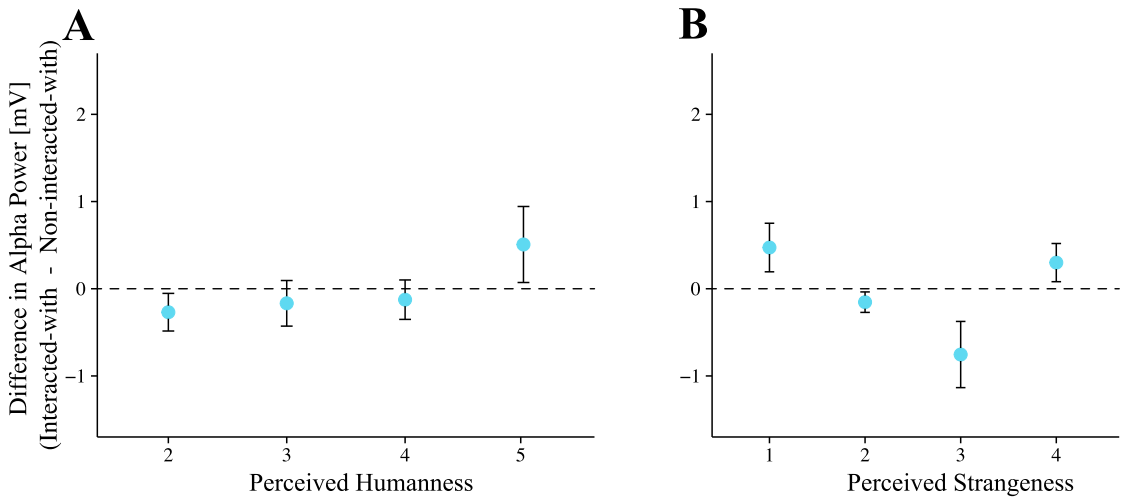 A
Difference in Alpha Power [mV]
(Interacted-with - Non-interacted-with)
2
1
0
−1
2 3 4 5
Perceived Humanness
B
2
1
0
−1
1 2 3 4
Perceived Strangeness